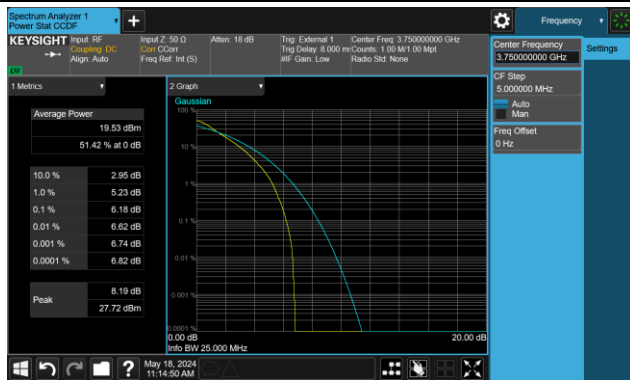 Spectrum Analyzer 1
Power Stat CCDF
Frequency
KEYSIGHT
Input: RF
Coupling: DC
Align: Auto
Input Z: 50 Ω
Corr CCorr
Freq Ref: Int (S)
Atten: 18 dB
Trig: External 1
Trig Delay: 8.000 m
#IF Gain: Low
Center Freq: 3.750000000 GHz
Counts: 1.00 M/1.00 Mpt
Radio Std: None
Center Frequency
3.750000000 GHz
Settings
CF Step
5.000000 MHz
Auto
Man
Freq Offset
0 Hz
1 Metrics
Average Power
19.53 dBm
51.42 % at 0 dB
10.0 % 2.95 dB
1.0 % 5.23 dB
0.1 % 6.18 dB
0.01 % 6.62 dB
0.001 % 6.74 dB
0.0001 % 6.82 dB
Peak
8.19 dB
27.72 dBm
2 Graph
Gaussian
100 %
10 %
1 %
0.1 %
0.01 %
0.001 %
0.0001 %
0.00 dB
20.00 dB
Info BW 25.000 MHz
May 18, 2024
11:14:50 AM